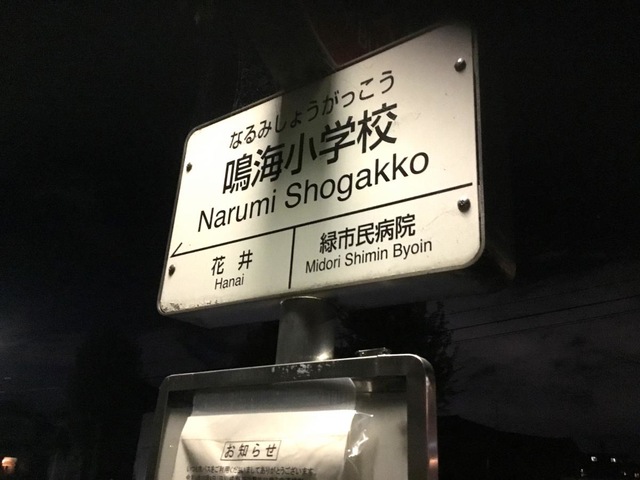 なるみしょうがっこう
鳴海小学校
Narumi Shogakko
花井
Hanai
緑市民病院
Midori Shimin Byoin
お知らせ